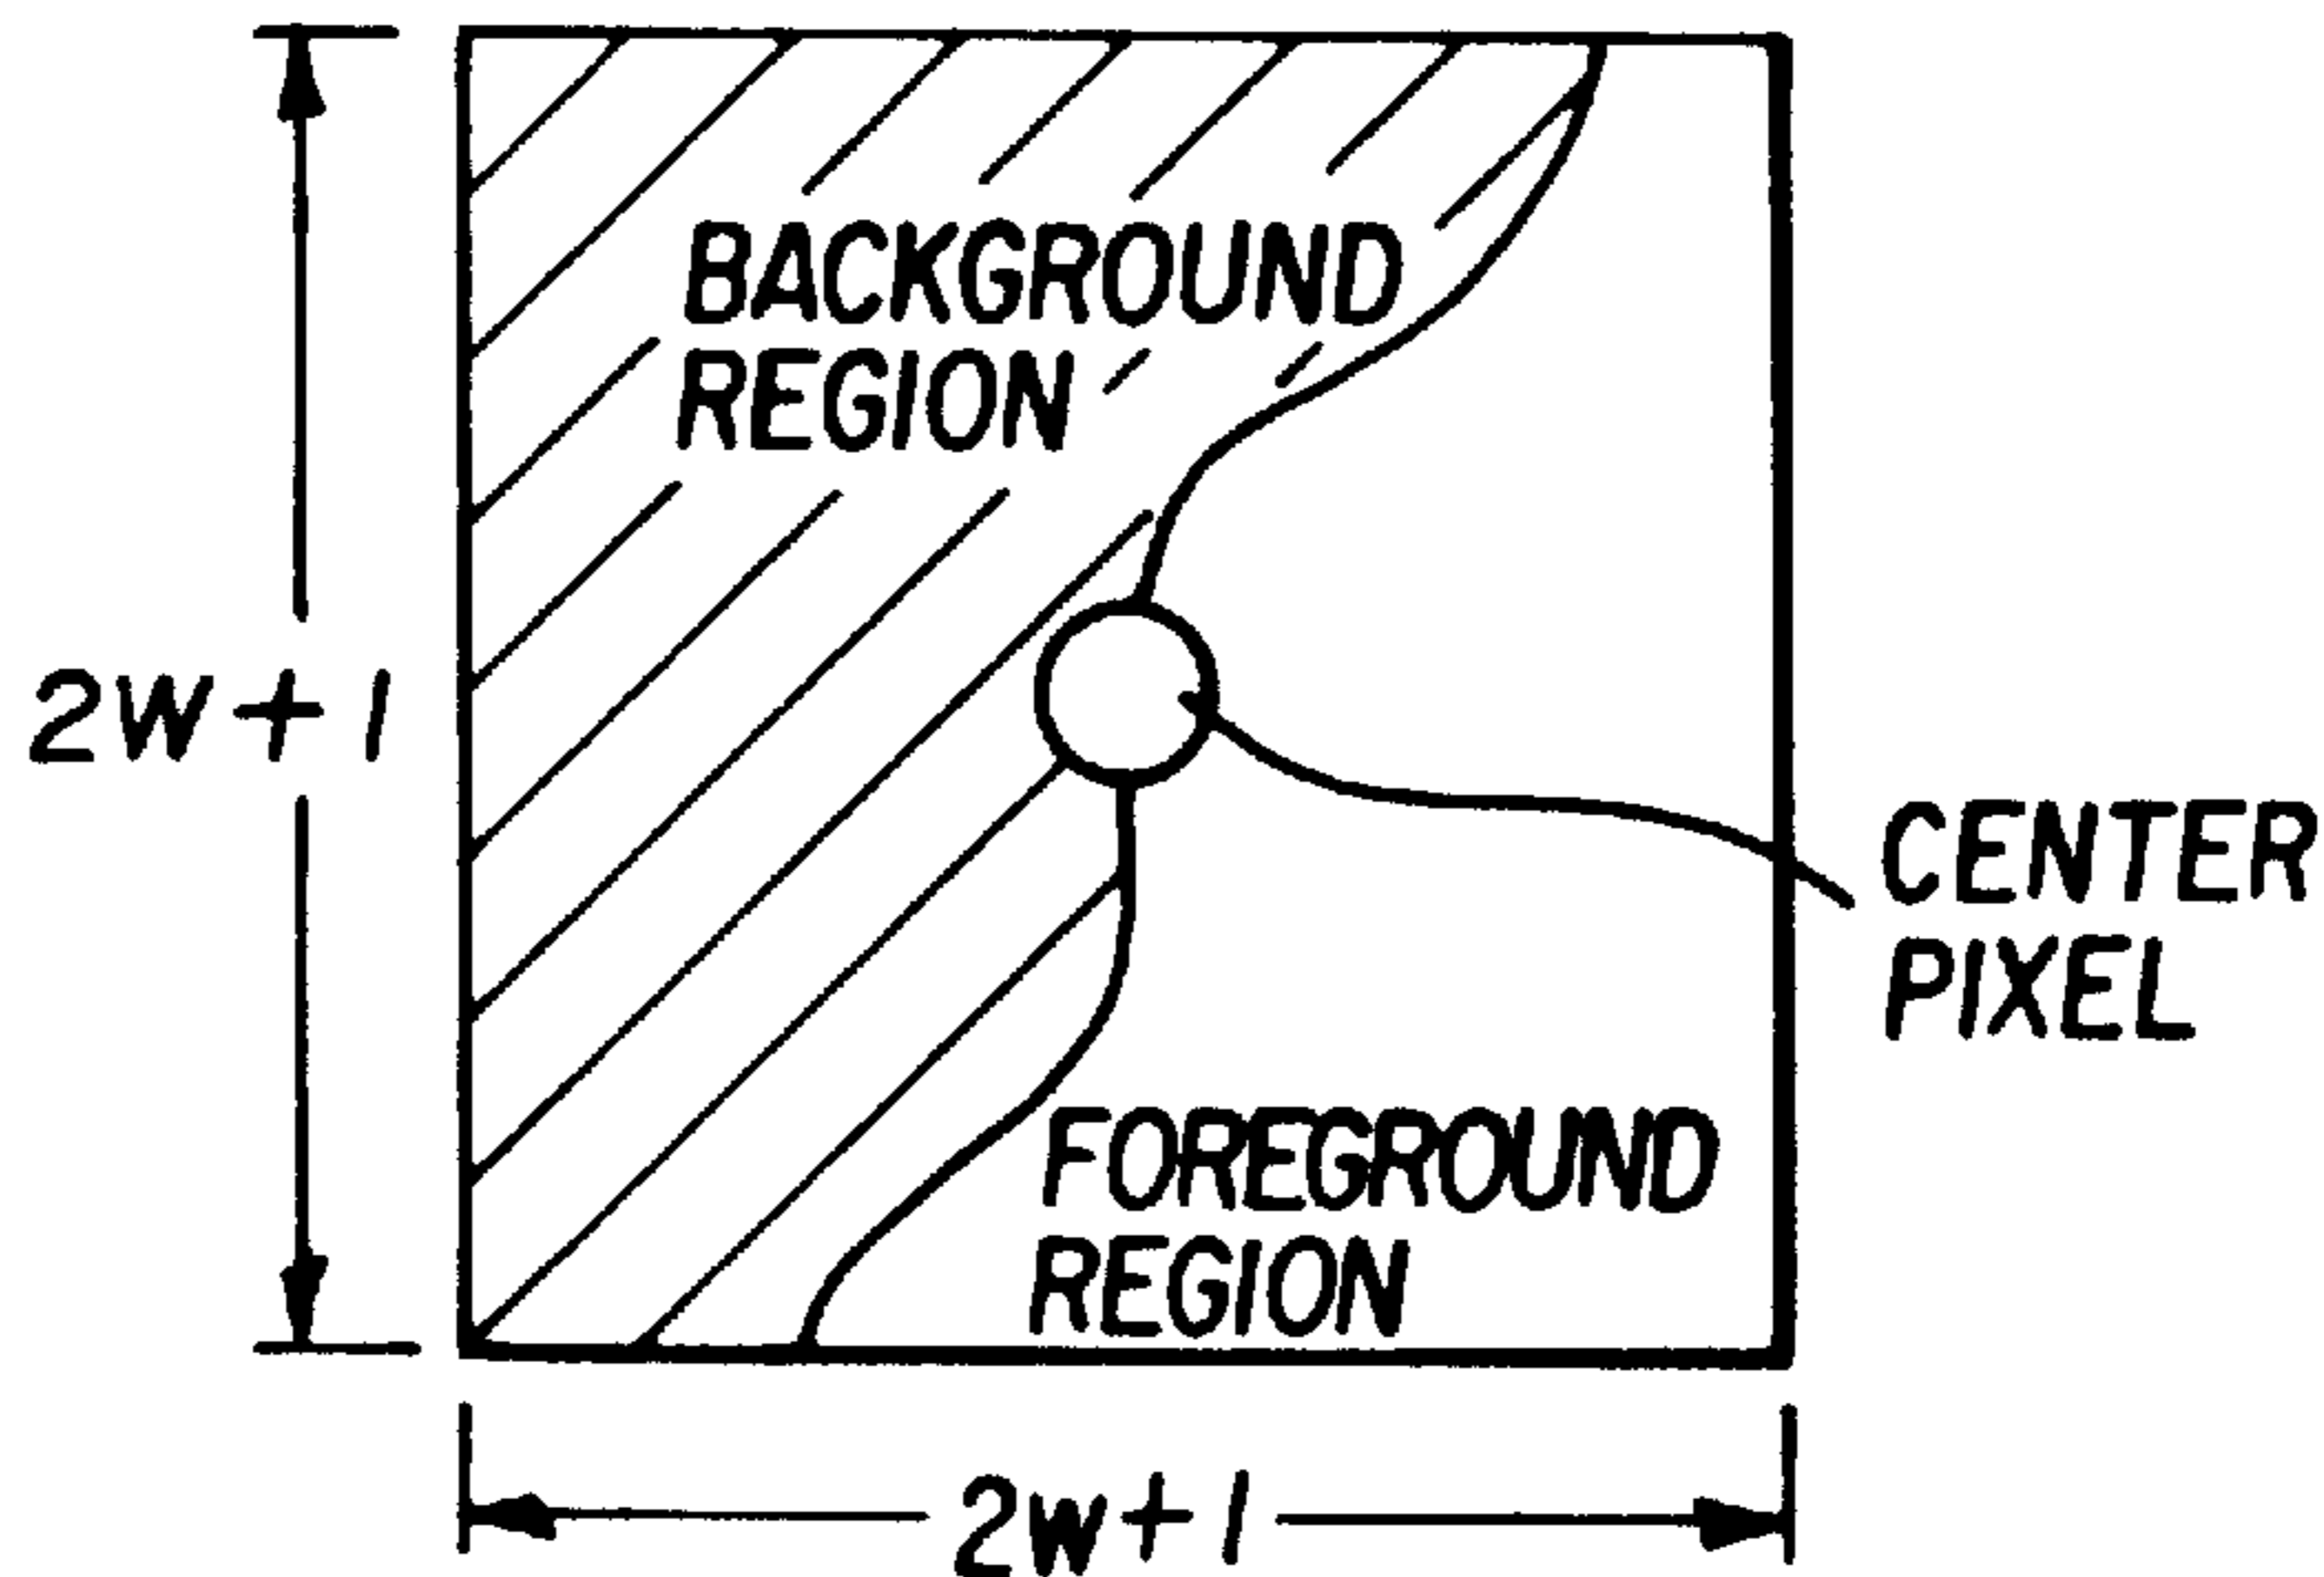 BACKGROUND
REGION
2W+1
CENTER
PIXEL
FOREGROUND
REGION
2W+1